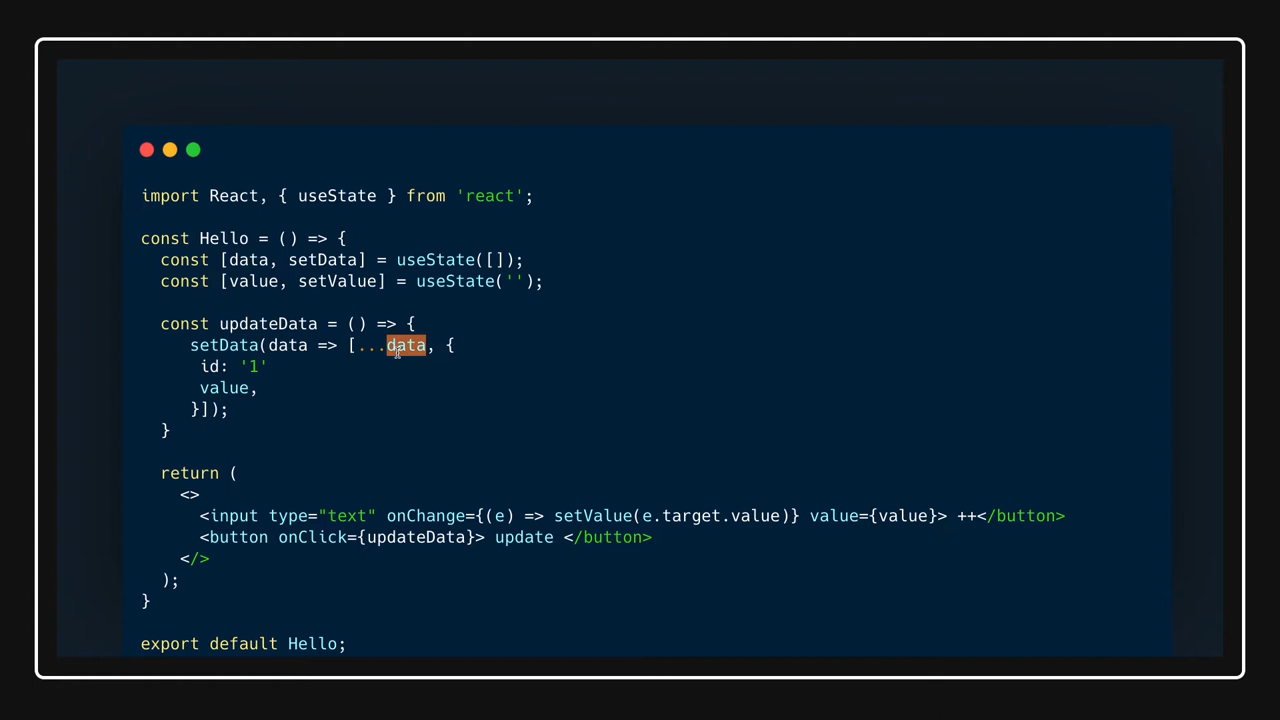 import React, { useState } from 'react';
const Hello = () => {
const [data, setData] = useState([]);
const [value, setValue] = useState('');
const updateData = () => {
setData(data => [...data, {
id: '1'
value,
}]);
}
return (
<>
<input type="text" onChange={(e) => setValue(e.target.value)} value={value}> ++</button>
<button onClick={updateData}> update </button>
</>
);
}
export default Hello;